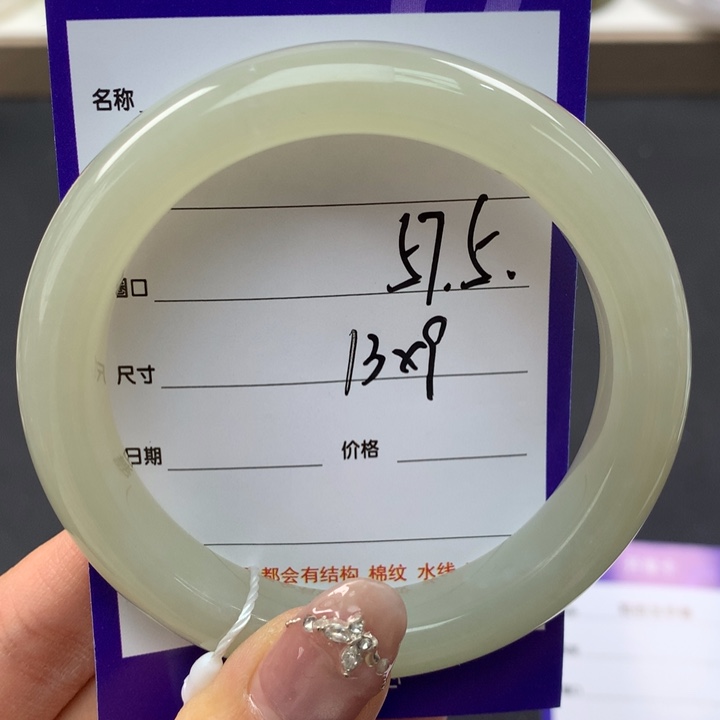 名称
圈口 57.5.
尺寸 13x9
日期 价格
都会有结构 棉纹 水线